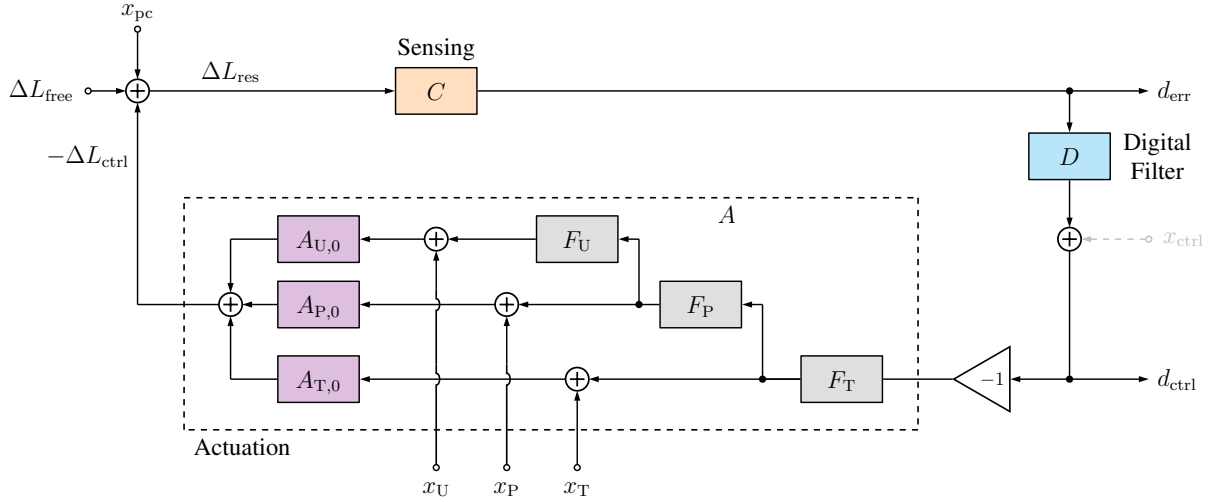 x_pc
Sensing
ΔL_free
ΔL_res
C
d_err
−ΔL_ctrl
D
Digital
Filter
A
A_U,0
F_U
x_ctrl
A_P,0
F_P
A_T,0
F_T
-1
d_ctrl
Actuation
x_U
x_P
x_T